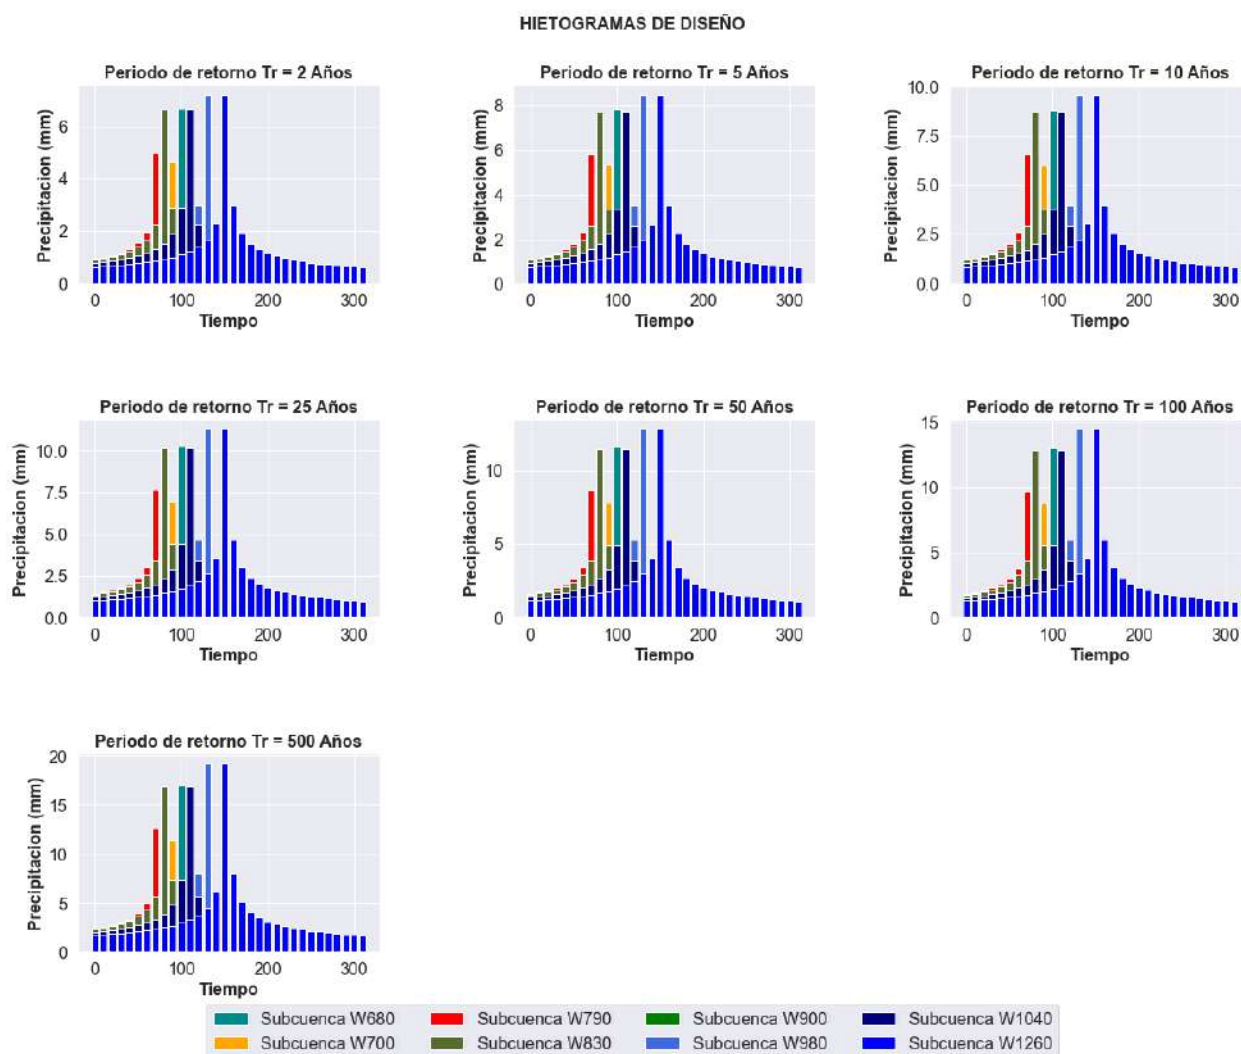 HIETOGRAMAS DE DISEÑO
Periodo de retorno Tr = 2 Años
Precipitacion (mm)
6
4
2
0
0 100 200 300
Tiempo
Periodo de retorno Tr = 5 Años
Precipitacion (mm)
8
6
4
2
0
0 100 200 300
Tiempo
Periodo de retorno Tr = 10 Años
Precipitacion (mm)
10.0
7.5
5.0
2.5
0.0
0 100 200 300
Tiempo
Periodo de retorno Tr = 25 Años
Precipitacion (mm)
10.0
7.5
5.0
2.5
0.0
0 100 200 300
Tiempo
Periodo de retorno Tr = 50 Años
Precipitacion (mm)
10
5
0
0 100 200 300
Tiempo
Periodo de retorno Tr = 100 Años
Precipitacion (mm)
15
10
5
0
0 100 200 300
Tiempo
Periodo de retorno Tr = 500 Años
Precipitacion (mm)
20
15
10
5
0
0 100 200 300
Tiempo
Subcuenca W680 Subcuenca W790 Subcuenca W900 Subcuenca W1040
Subcuenca W700 Subcuenca W830 Subcuenca W980 Subcuenca W1260